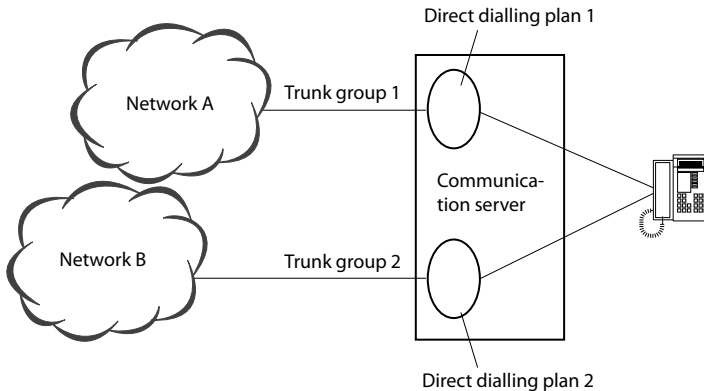 Direct dialling plan 1
Network A
Trunk group 1
Communica-
tion server
Network B
Trunk group 2
Direct dialling plan 2